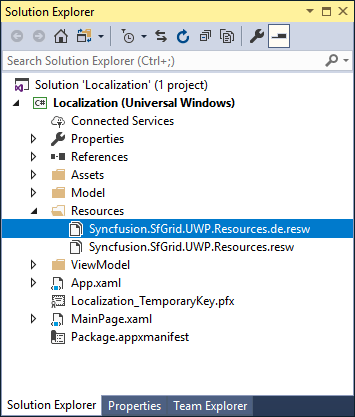 Solution Explorer
Search Solution Explorer (Ctrl+;)
Solution 'Localization' (1 project)
C# Localization (Universal Windows)
Connected Services
Properties
References
Assets
Model
Resources
Syncfusion.SfGrid.UWP.Resources.de.resw
Syncfusion.SfGrid.UWP.Resources.resw
ViewModel
App.xaml
Localization_TemporaryKey.pfx
MainPage.xaml
Package.appxmanifest
Solution Explorer Properties Team Explorer